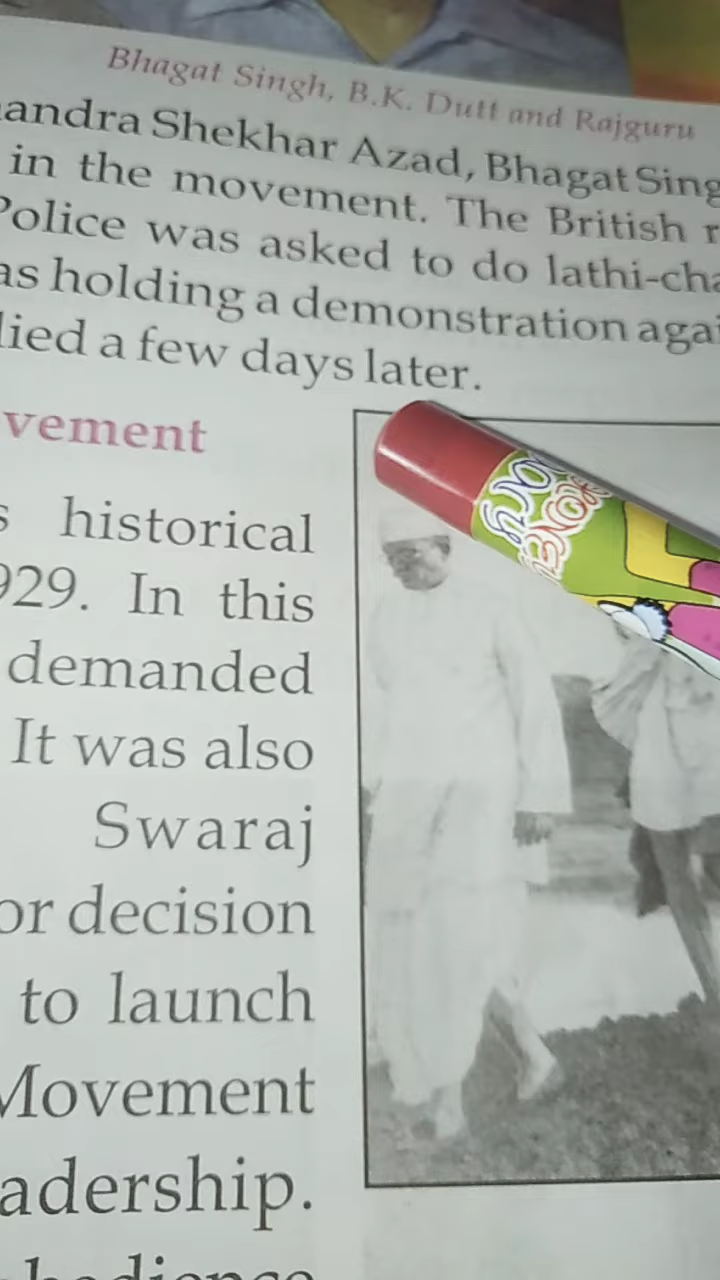 Bhagat Singh, B.K. Dutt and Rajguru
andra Shekhar Azad, Bhagat Sing
in the movement. The British r
Police was asked to do lathi-cha
as holding a demonstration agai
lied a few days later.
vement
s historical
929. In this
demanded
It was also
Swaraj
or decision
to launch
Movement
adership.